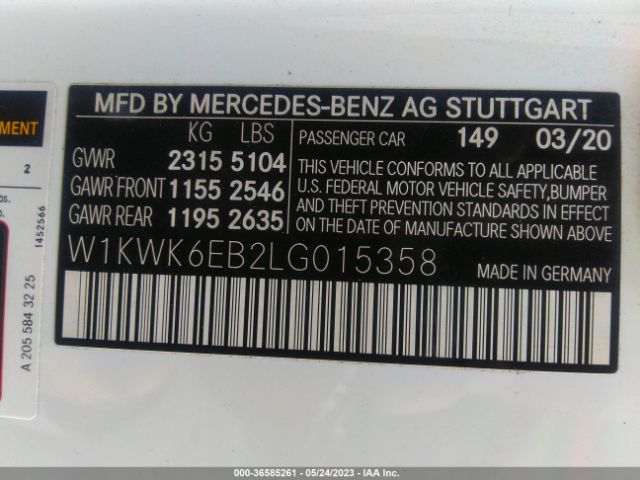 MFD BY MERCEDES-BENZ AG STUTTGART
KG LBS
GVWR 2315 5104
GAWR FRONT 1155 2546
GAWR REAR 1195 2635
PASSENGER CAR 149 03/20
THIS VEHICLE CONFORMS TO ALL APPLICABLE
U.S. FEDERAL MOTOR VEHICLE SAFETY,BUMPER
AND THEFT PREVENTION STANDARDS IN
EFFECT ON THE DATE OF MANUFACTURE SHOWN ABOVE
W1KWK6EB2LG015358
MADE IN GERMANY
2
1452566
A 205 584 32 25
000-36585261 - 05/24/2023 - IAA Inc.